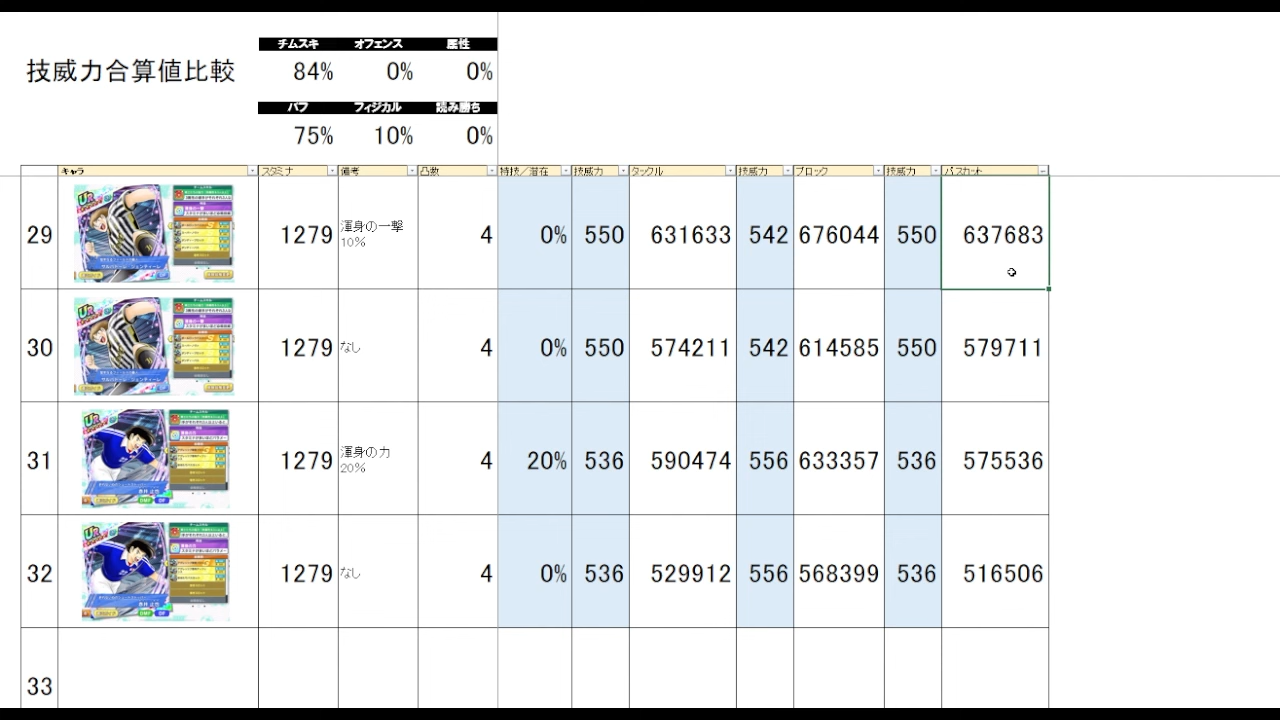 チムスキ オフェンス 属性
技威力合算値比較 84% 0% 0%
バフ フィジカル 読み勝ち
75% 10% 0%
キャラ スタミナ 備考 凸数 特技／潜在 技威力 タックル 技威力 ブロック 技威力 パスカット
29 1279 渾身の一撃 4 0% 550 631633 542 676044 550 637683
10%
30 1279 なし 4 0% 550 574211 542 614585 550 579711
31 1279 渾身の力 4 20% 536 590474 556 633357 536 575536
20%
32 1279 なし 4 0% 536 529912 556 568399 536 516506
33